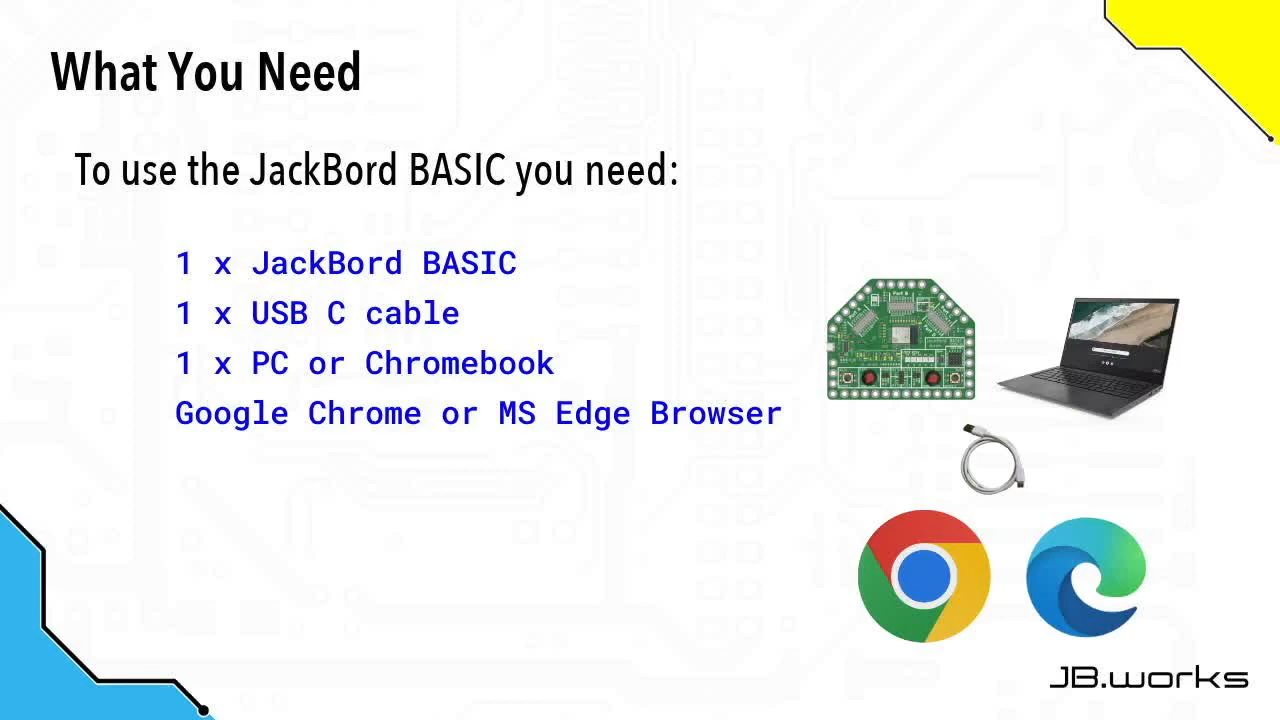 What You Need
To use the JackBord BASIC you need:
1 x JackBord BASIC
1 x USB C cable
1 x PC or Chromebook
Google Chrome or MS Edge Browser
JB.works